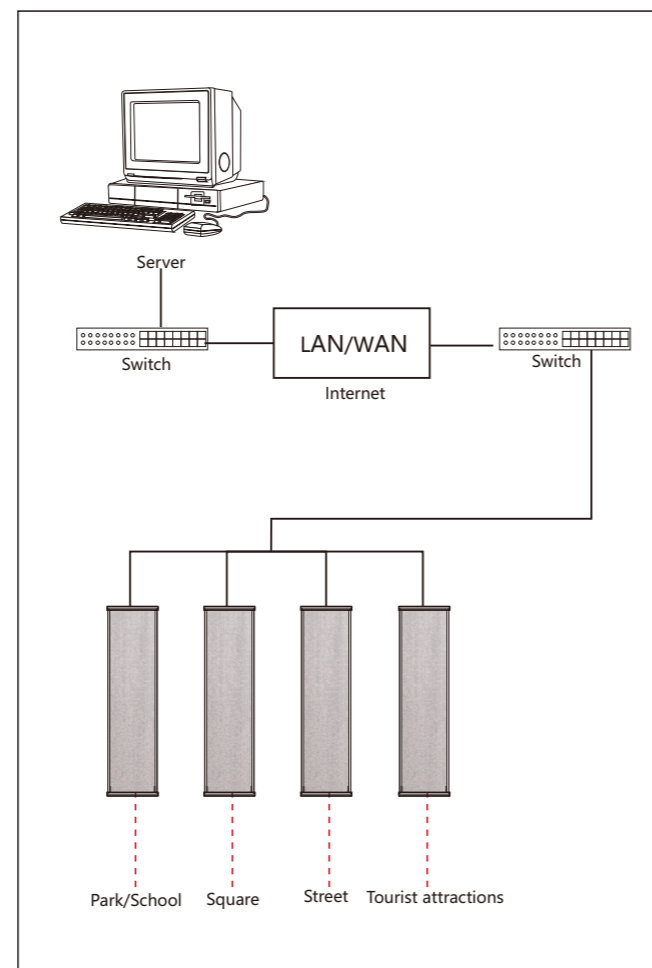 Server
Switch
LAN/WAN
Internet
Switch
Park/School
Square
Street
Tourist attractions